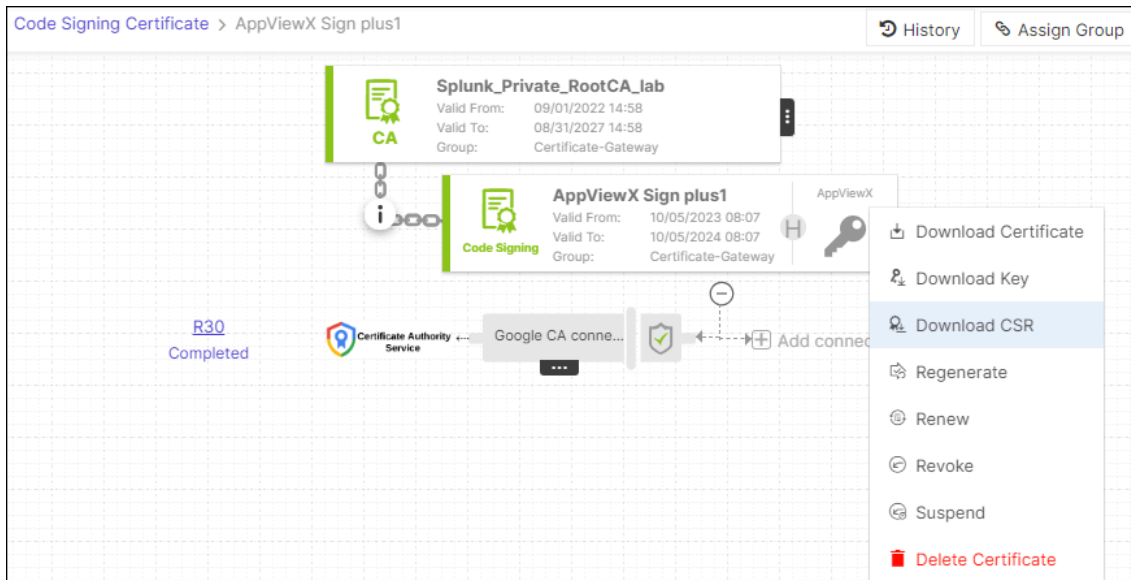 Code Signing Certificate > AppViewX Sign plus1
History
Assign Group
Splunk_Private_RootCA_lab
Valid From: 09/01/2022 14:58
Valid To: 08/31/2027 14:58
Group: Certificate-Gateway
CA
AppViewX Sign plus1
Valid From: 10/05/2023 08:07
Valid To: 10/05/2024 08:07
Group: Certificate-Gateway
Code Signing
H
AppViewX
i
Download Certificate
Download Key
Download CSR
Regenerate
Renew
Revoke
Suspend
Delete Certificate
R30
Completed
Certificate Authority
Service
Google CA conne...
Add connec